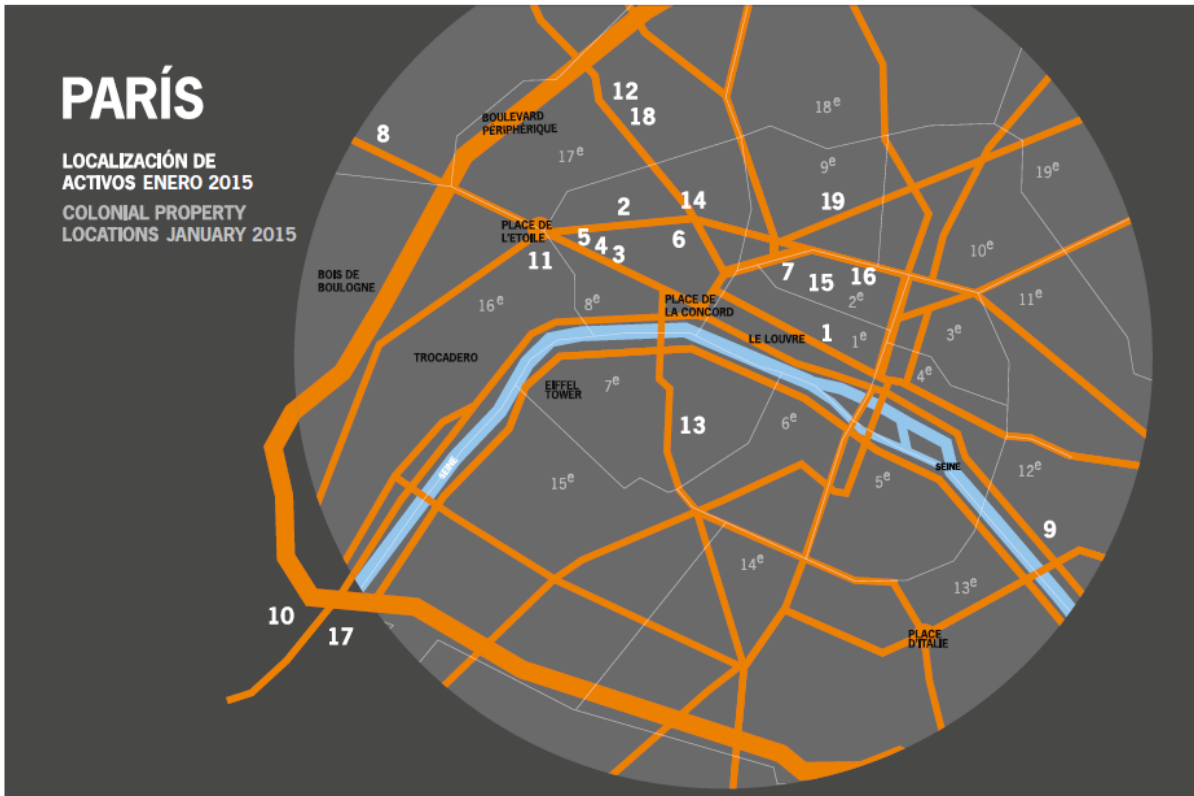 PARÍS
LOCALIZACIÓN DE
ACTIVOS ENERO 2015
COLONIAL PROPERTY
LOCATIONS JANUARY 2015
12
18
18e
8
BOULEVARD
PÉRIPHÉRIQUE
17e
9e
19e
2
14
19
PLACE DE
L'ETOILE
5
4
3
6
11
7
15
16
10e
BOIS DE
BOULOGNE
16e
8e
PLACE DE
LA CONCORD
2e
11e
LE LOUVRE
1
1e
3e
TROCADERO
4e
EIFFEL
TOWER
7e
13
6e
SEINE
SEINE
15e
5e
12e
9
14e
13e
10
17
PLACE
D'ITALIE